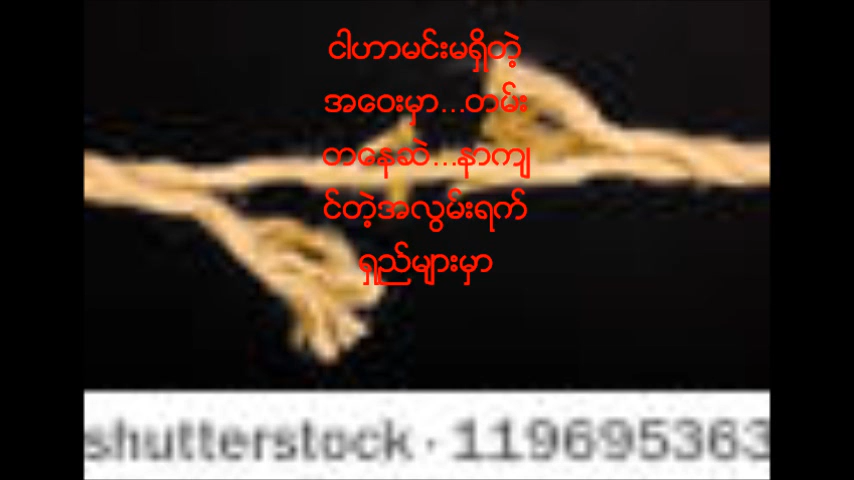 ငါဟာမင်းမရှိတဲ့
အဝေးမှာ...တမ်း
တနေဆဲ...နာကျ
င်တဲ့အလွမ်းရက်
ရှည်များမှာ
shutterstock · 119695363